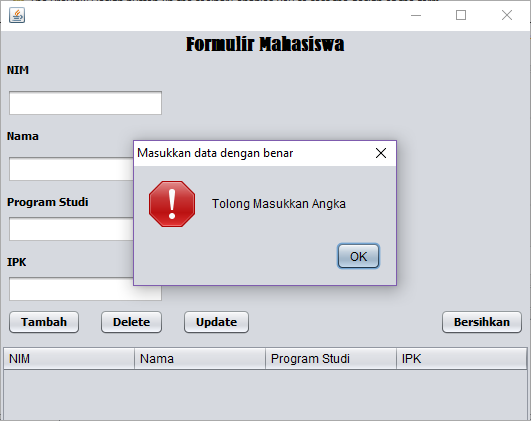 Formulir Mahasiswa
NIM
Nama
Program Studi
IPK
Masukkan data dengan benar
Tolong Masukkan Angka
OK
Tambah Delete Update Bersihkan
NIM Nama Program Studi IPK